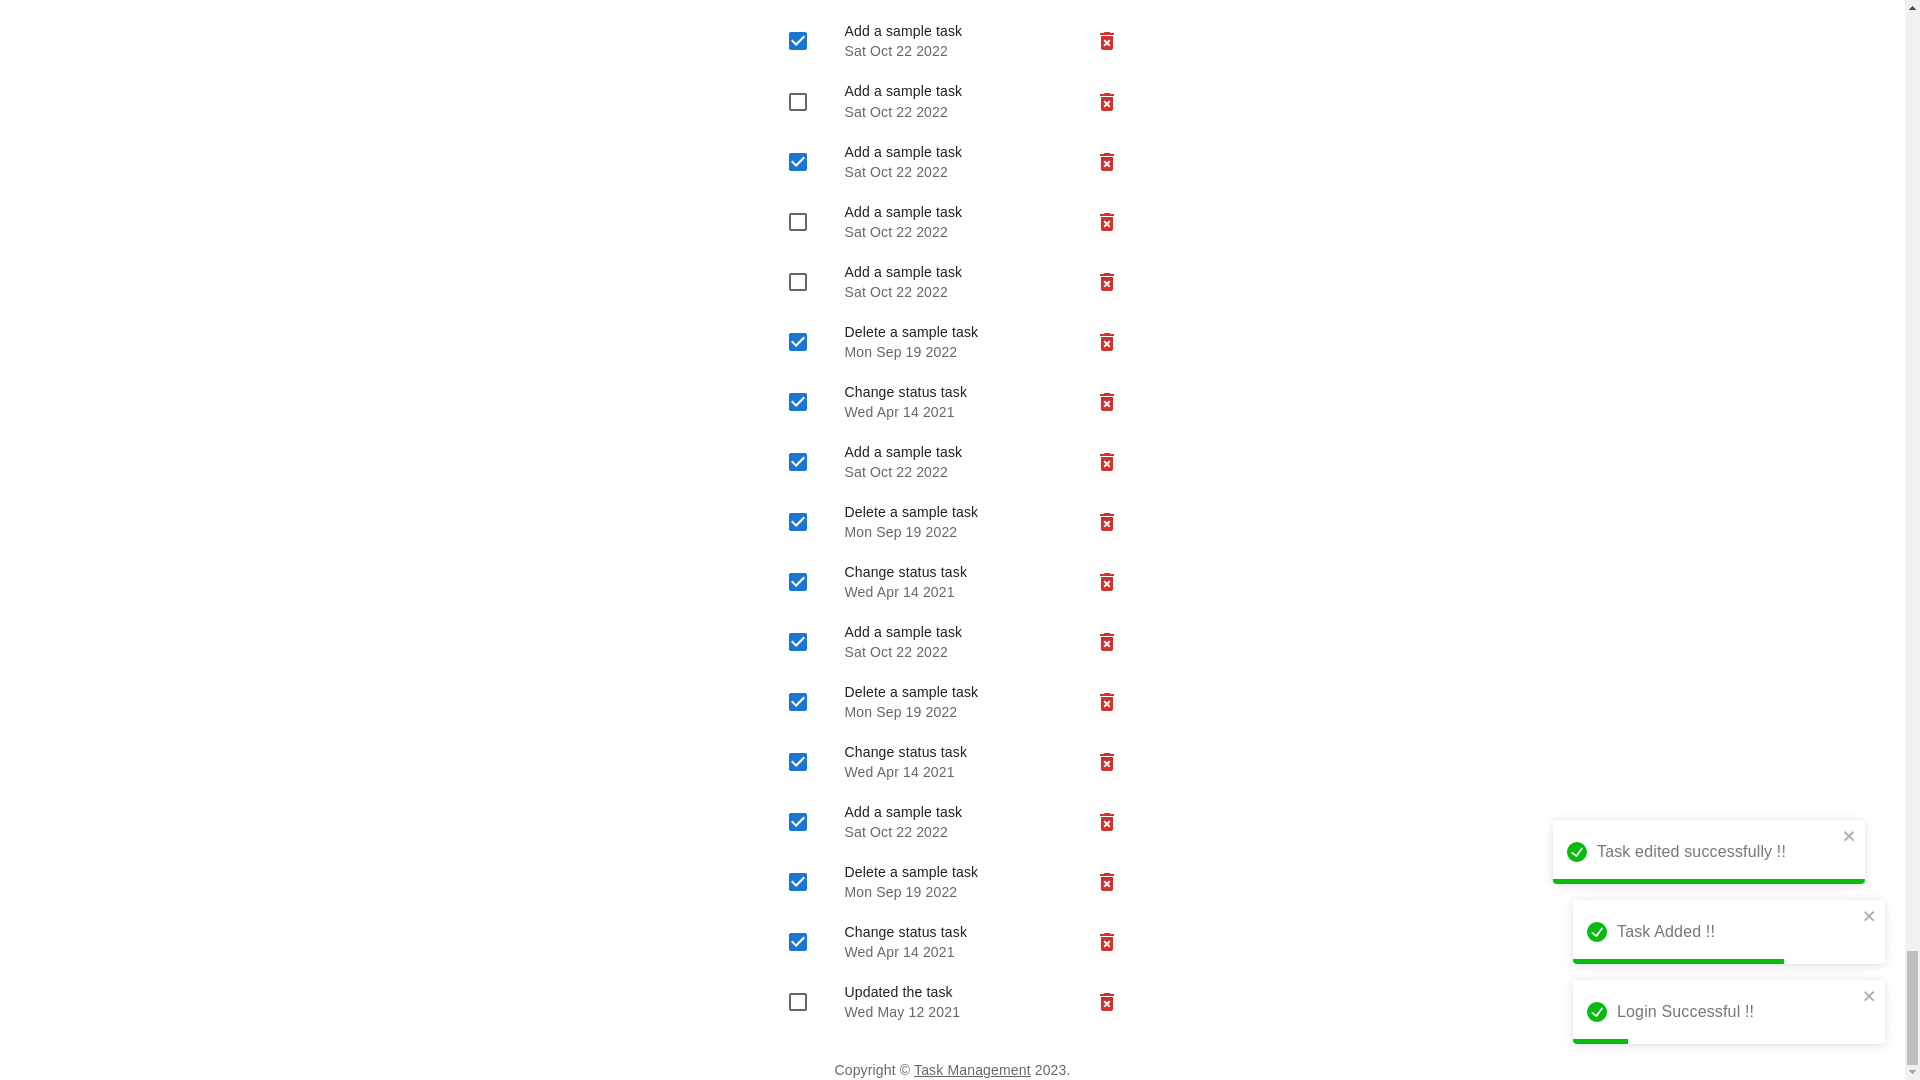 Add a sample task
Sat Oct 22 2022
Add a sample task
Sat Oct 22 2022
Add a sample task
Sat Oct 22 2022
Add a sample task
Sat Oct 22 2022
Add a sample task
Sat Oct 22 2022
Delete a sample task
Mon Sep 19 2022
Change status task
Wed Apr 14 2021
Add a sample task
Sat Oct 22 2022
Delete a sample task
Mon Sep 19 2022
Change status task
Wed Apr 14 2021
Add a sample task
Sat Oct 22 2022
Delete a sample task
Mon Sep 19 2022
Change status task
Wed Apr 14 2021
Add a sample task
Sat Oct 22 2022
Delete a sample task
Mon Sep 19 2022
Change status task
Wed Apr 14 2021
Updated the task
Wed May 12 2021
Copyright © Task Management 2023.
Task edited successfully !!
Task Added !!
Login Successful !!